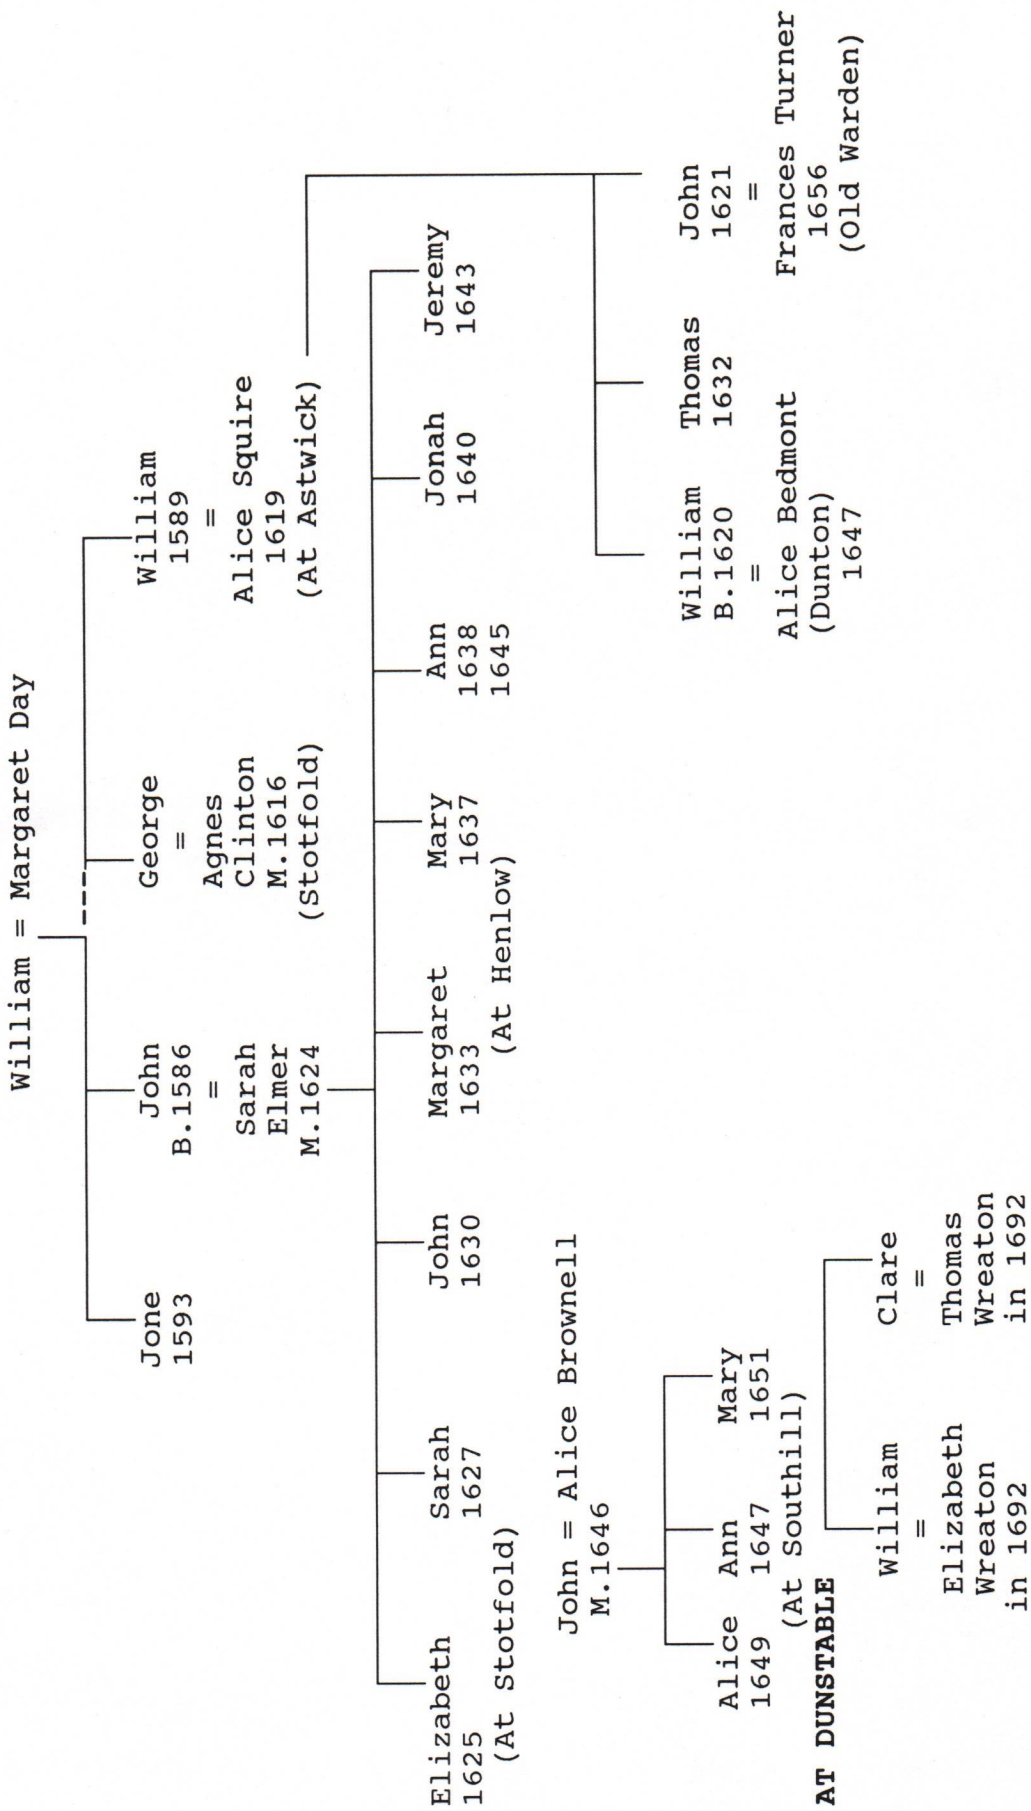 William = Margaret Day
Jone
1593
John
B.1586
=
Sarah
Elmer
M.1624
George
=
Agnes
Clinton
M.1616
(Stotfold)
William
1589
=
Alice Squire
1619
(At Astwick)
Elizabeth
1625
Sarah
1627
(At Stotfold)
John
1630
Margaret
1633
Mary
1637
(At Henlow)
Ann
1638
1645
Jonah
1640
Jeremy
1643
William
B.1620
=
Alice Bedmont
(Dunton)
1647
Thomas
1632
John
1621
=
Frances Turner
1656
(Old Warden)
John = Alice Brownell
M.1646
Alice
1649
Ann
1647
Mary
1651
(At Southill)
AT DUNSTABLE
William
=
Elizabeth
Wreaton
in 1692
Clare
=
Thomas
Wreaton
in 1692